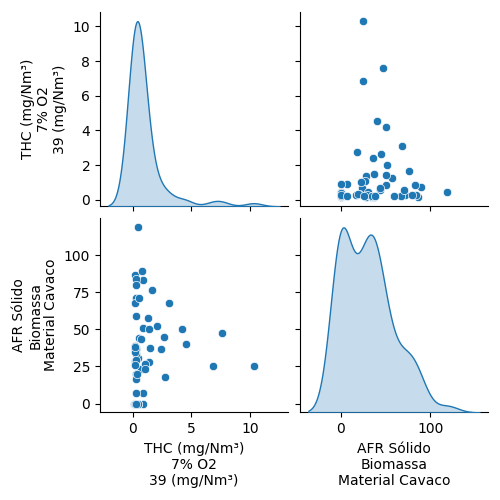 10
8
6
4
2
0
THC (mg/Nm³)
7% O2
39 (mg/Nm³)
100
75
50
25
0
AFR Sólido
Biomassa
Material Cavaco
0
5
10
THC (mg/Nm³)
7% O2
39 (mg/Nm³)
0
100
AFR Sólido
Biomassa
Material Cavaco